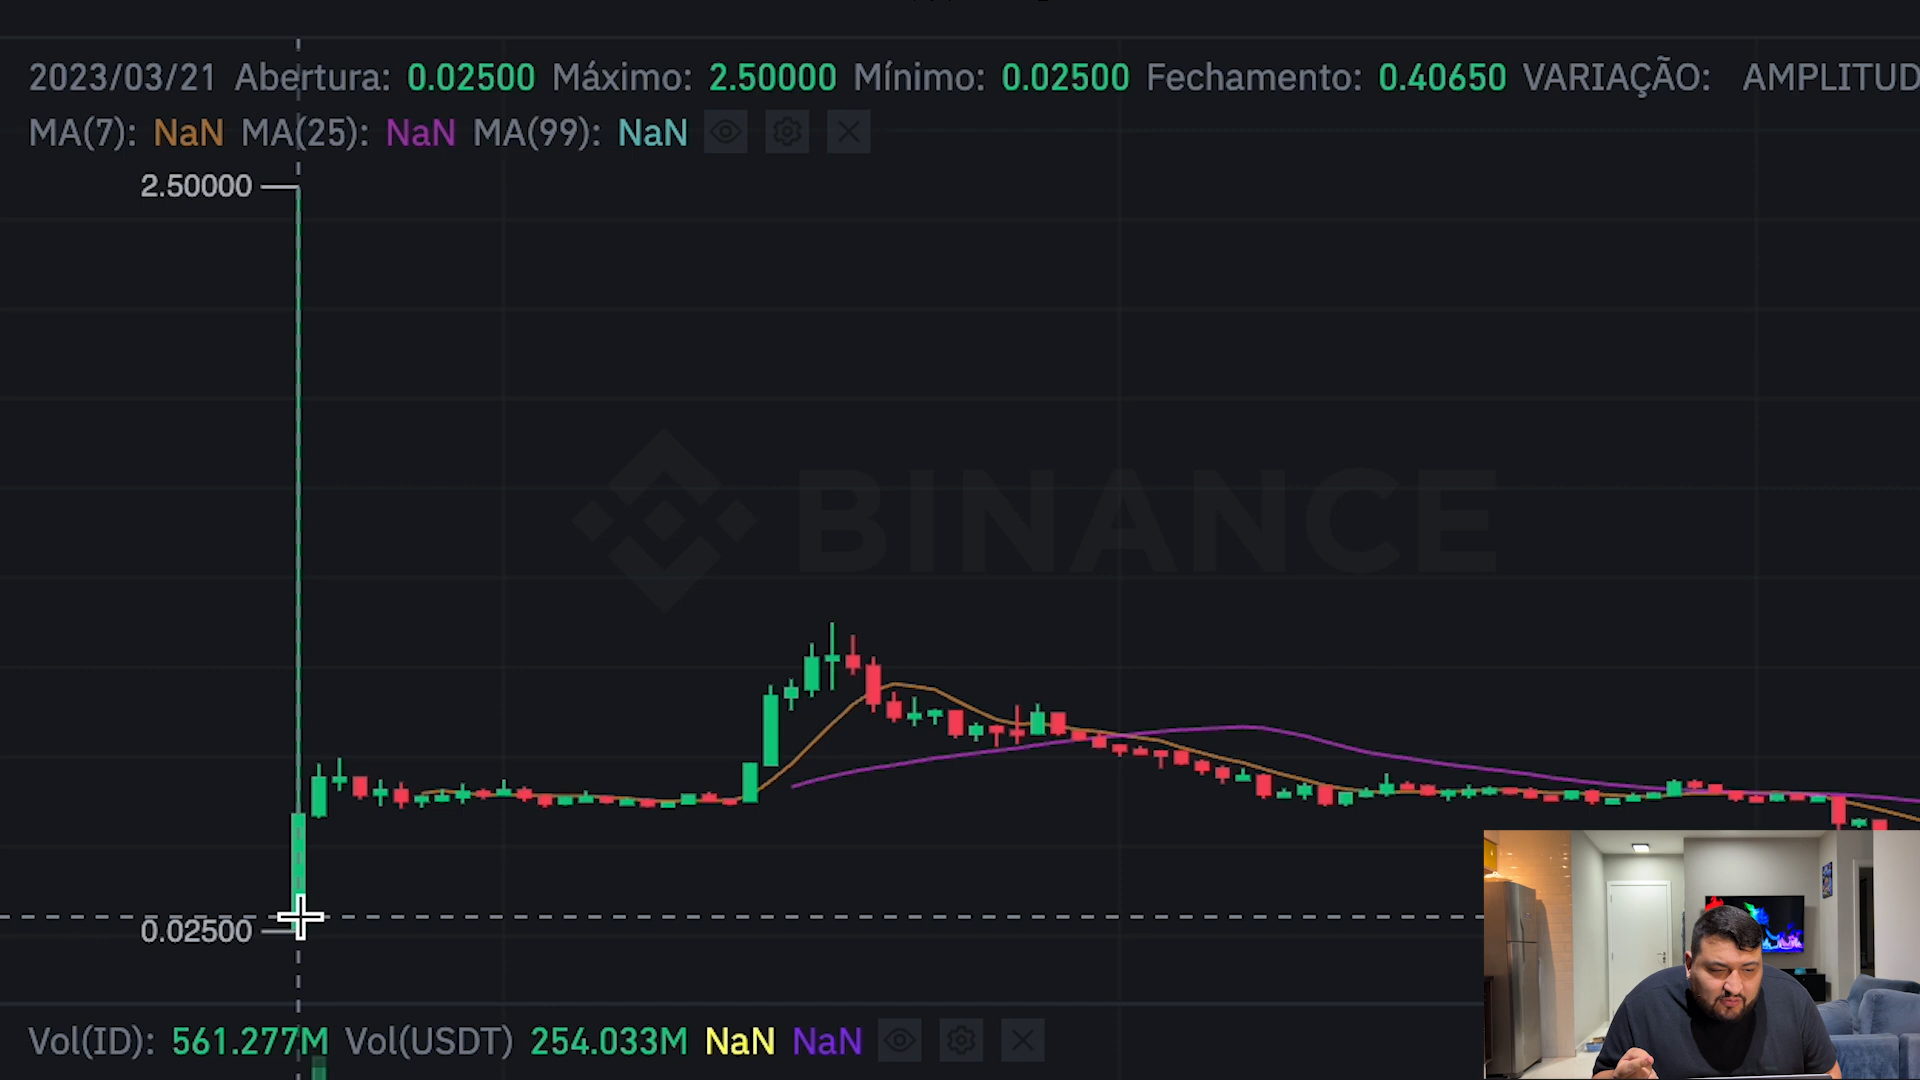 2023/03/21 Abertura: 0.02500 Máximo: 2.50000 Mínimo: 0.02500 Fechamento: 0.40650 VARIAÇÃO: AMPLITUD
MA(7): NaN MA(25): NaN MA(99): NaN
2.50000
BINANCE
0.02500
Vol(ID): 561.277M Vol(USDT) 254.033M NaN NaN